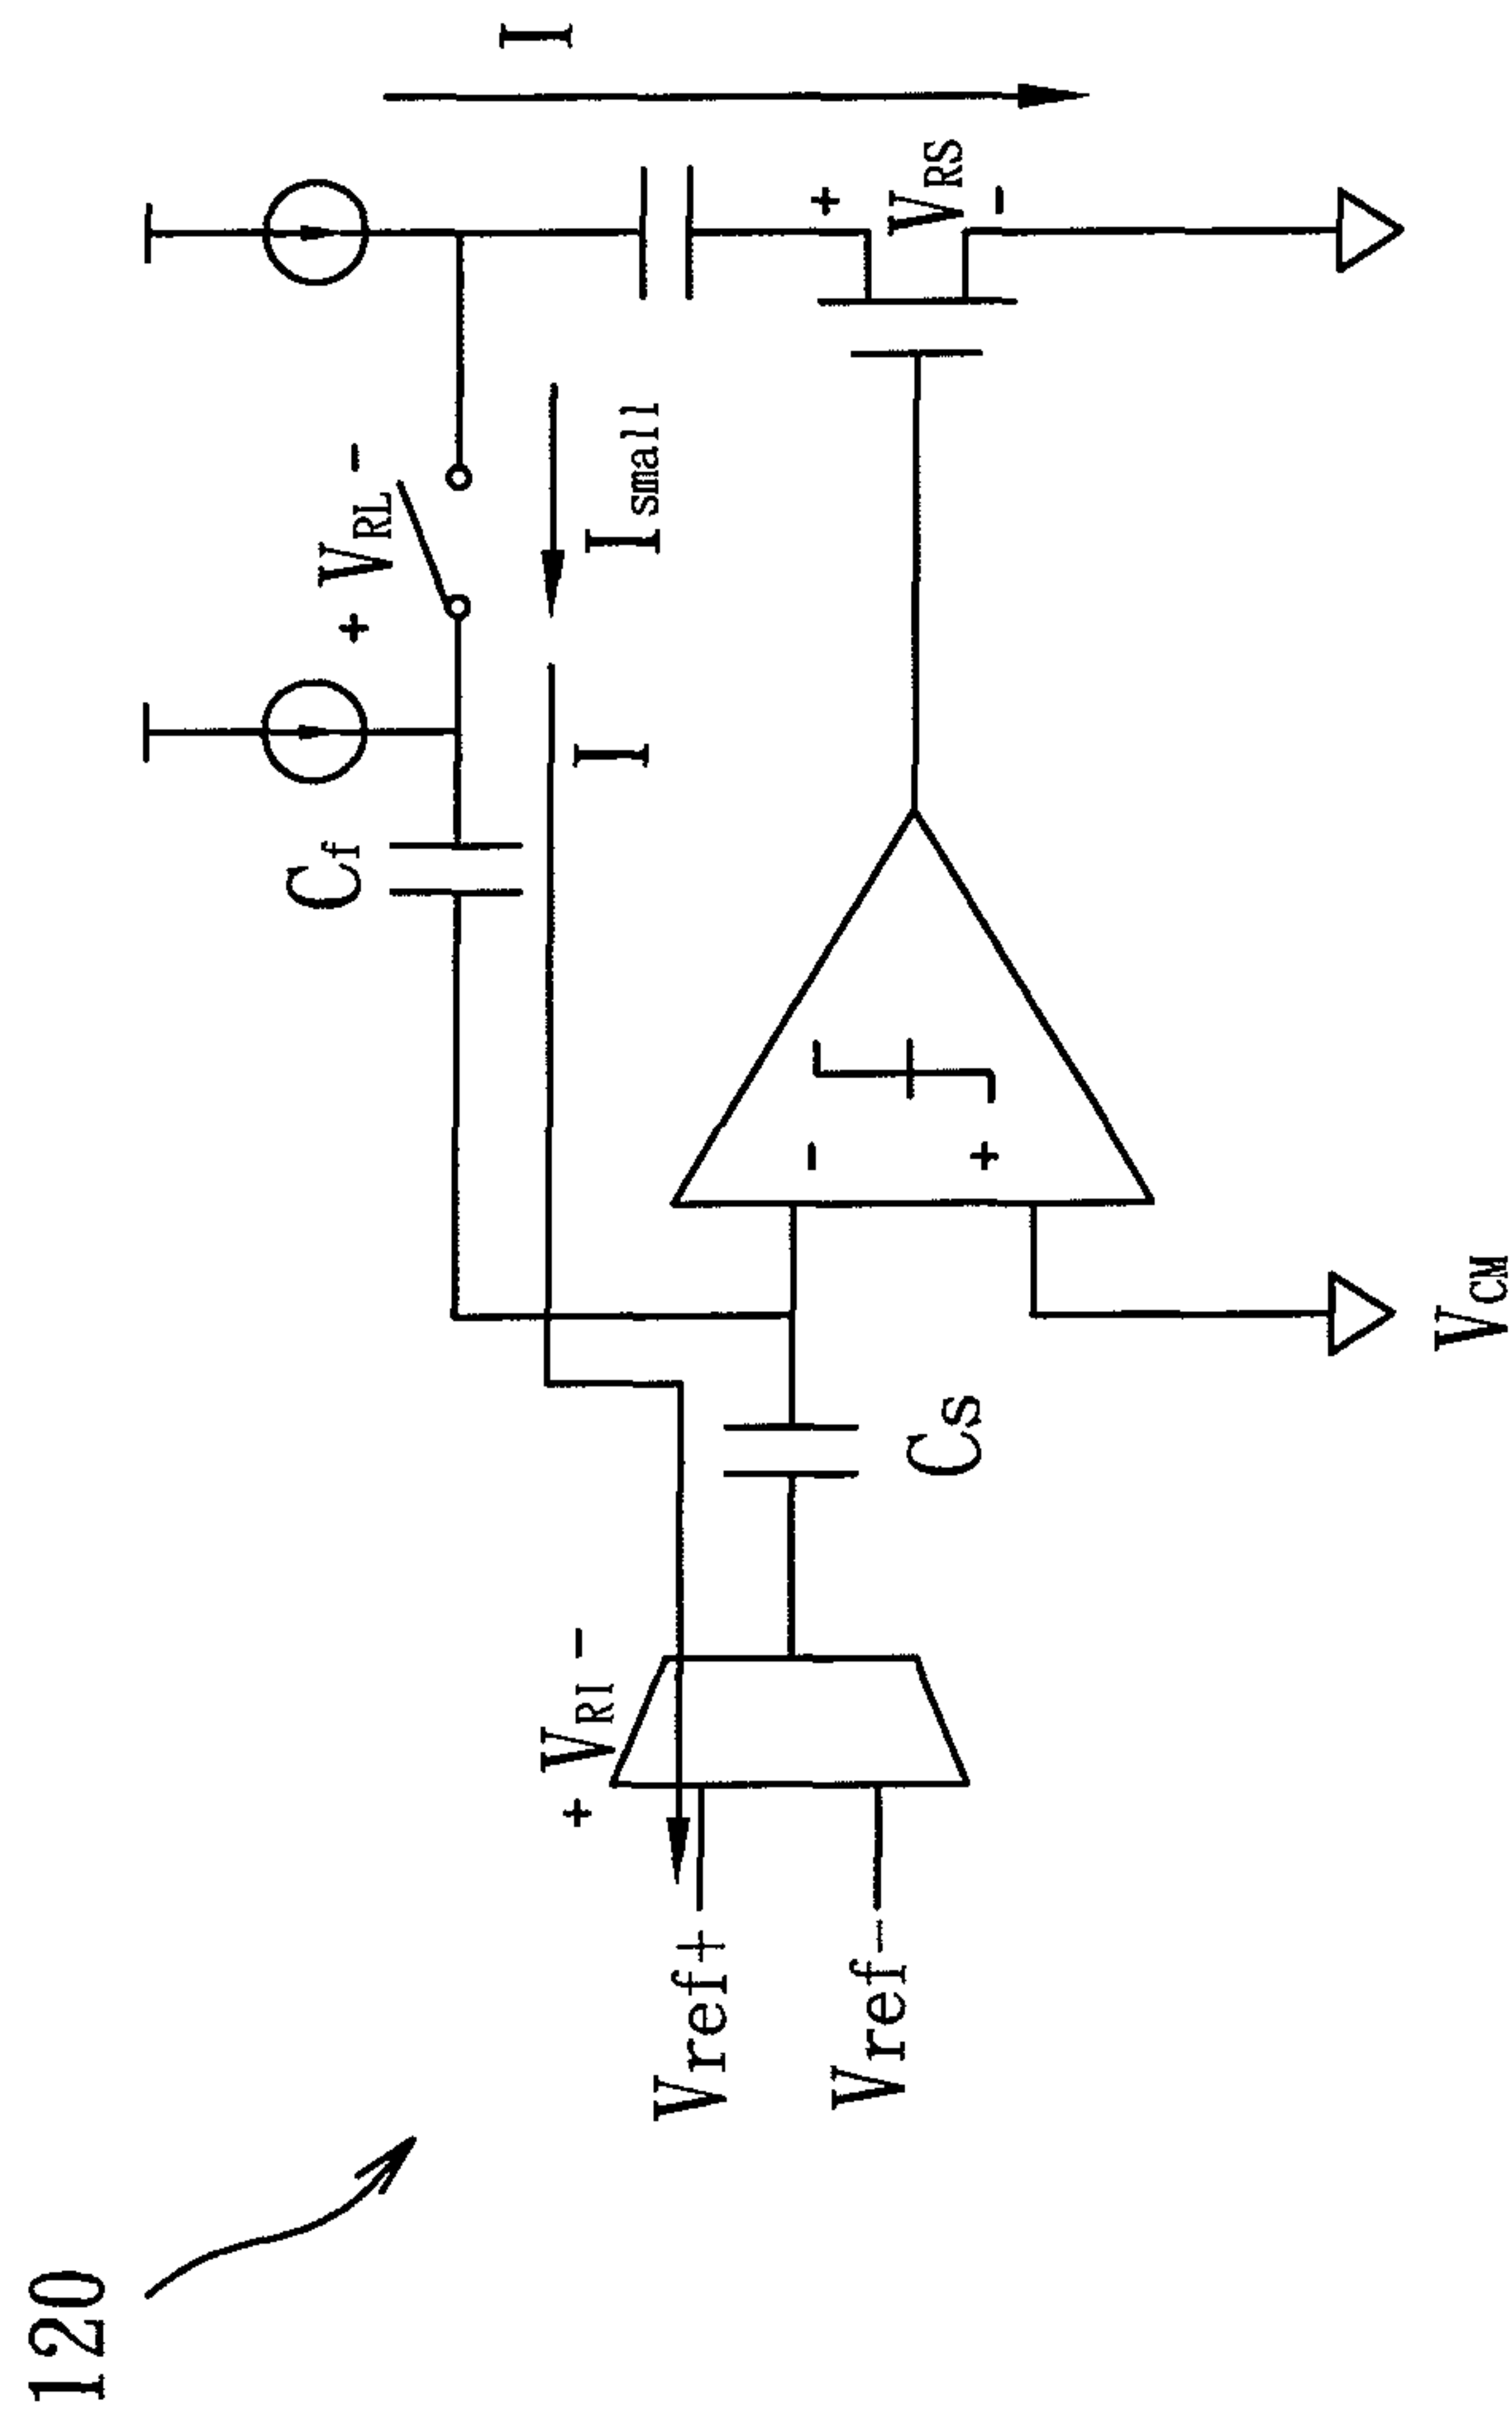 120
Vref+
Vref-
+ VRI -
Cs
VCM
- +
Cf
I
+ VRL -
Ismall
+ VRS -
I